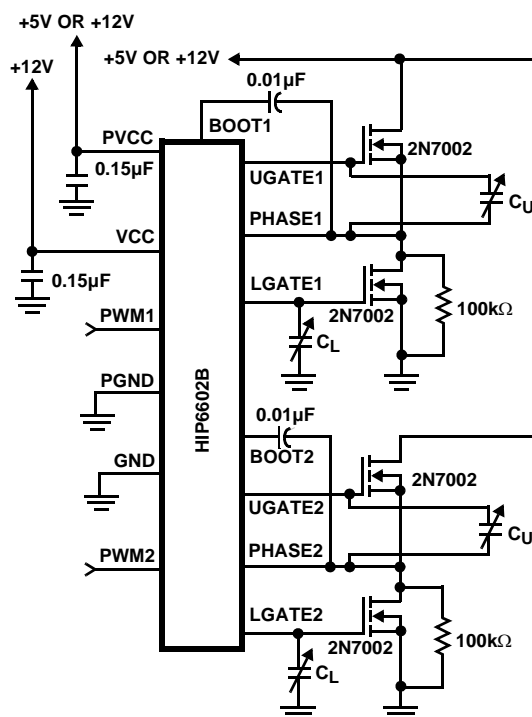 +5V OR +12V
+12V
+5V OR +12V
0.01µF
BOOT1
PVCC
0.15µF
UGATE1
2N7002
CU
PHASE1
VCC
0.15µF
LGATE1
2N7002
100kΩ
CL
PWM1
PGND
HIP6602B
0.01µF
BOOT2
GND
2N7002
UGATE2
CU
PHASE2
PWM2
LGATE2
2N7002
100kΩ
CL